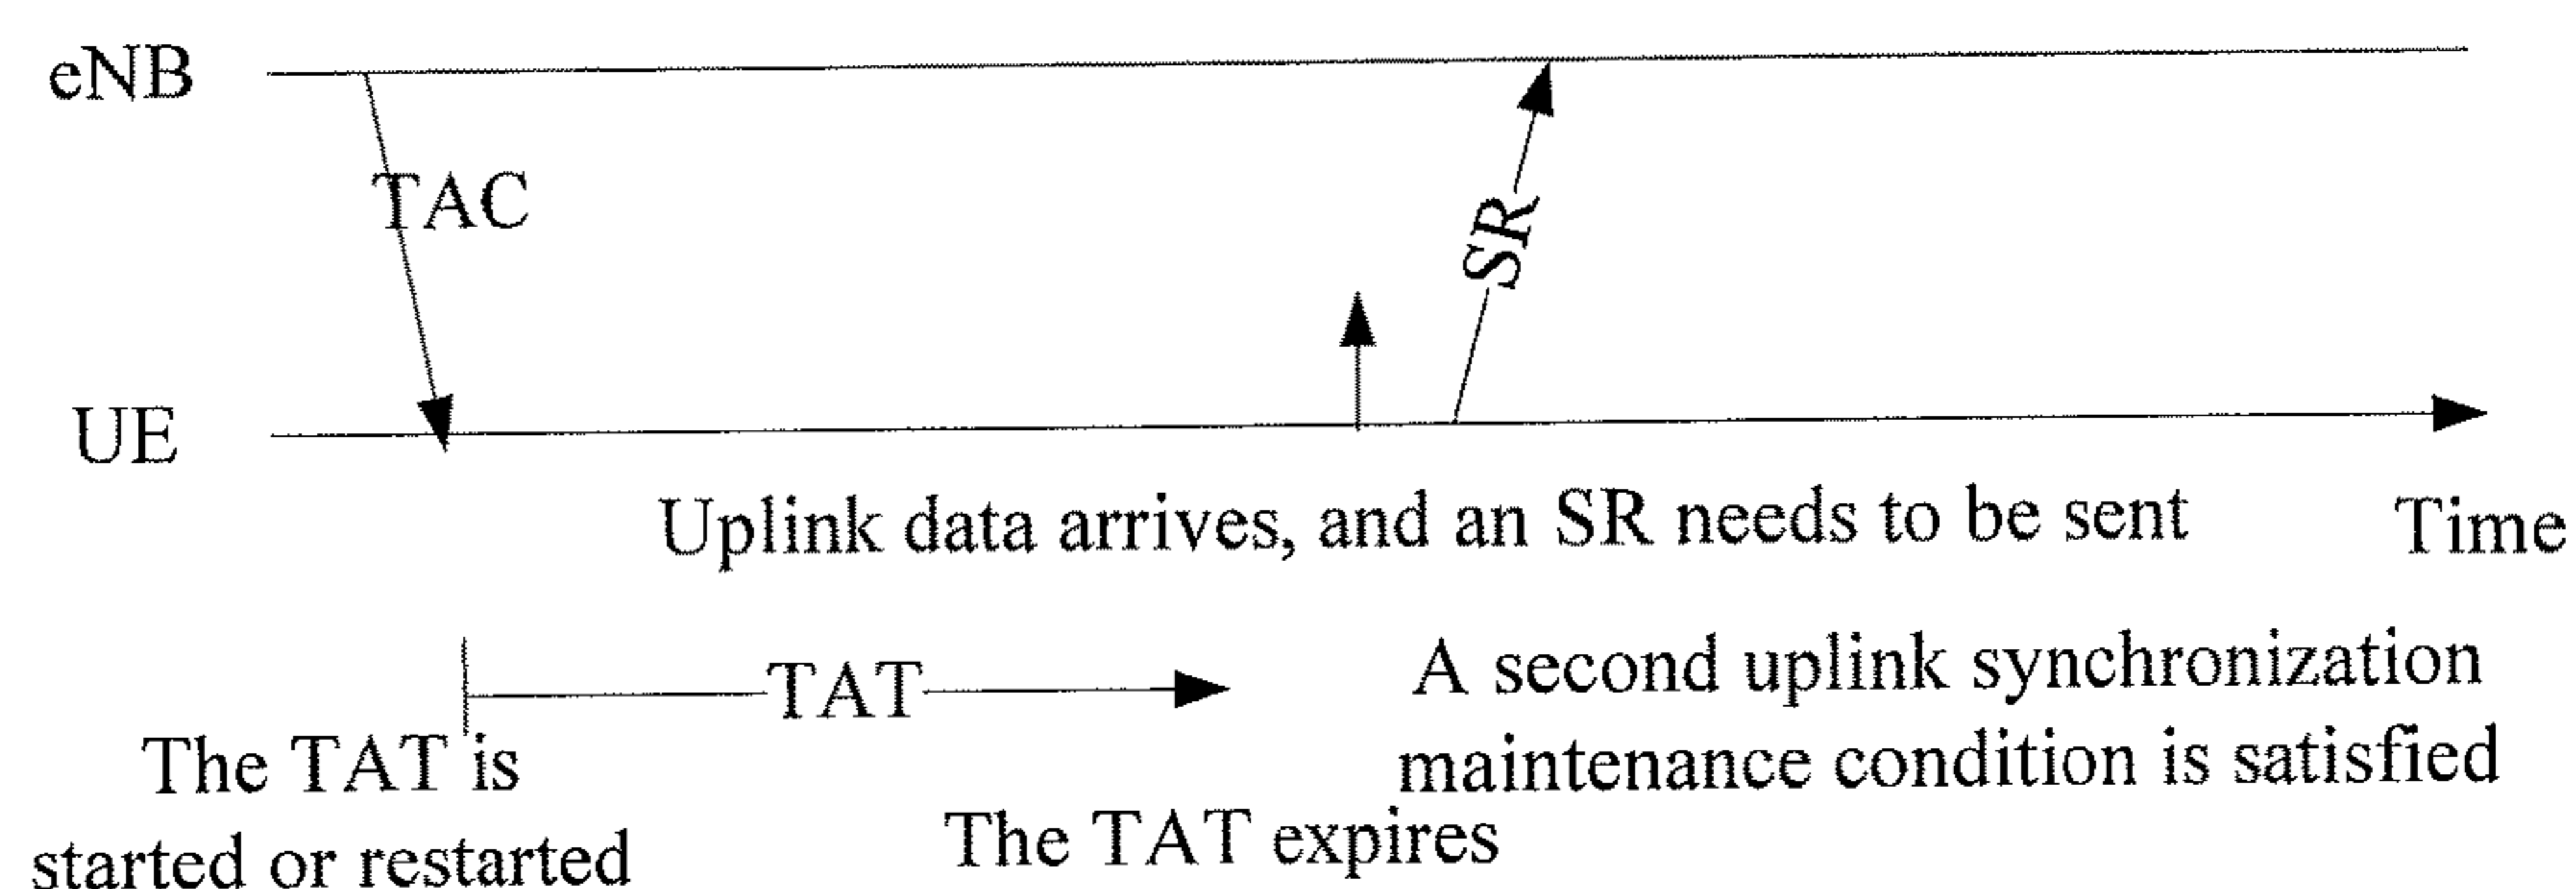 eNB
TAC
SR
UE
Uplink data arrives, and an SR needs to be sent
Time
TAT
A second uplink synchronization
maintenance condition is satisfied
The TAT is
started or restarted
The TAT expires